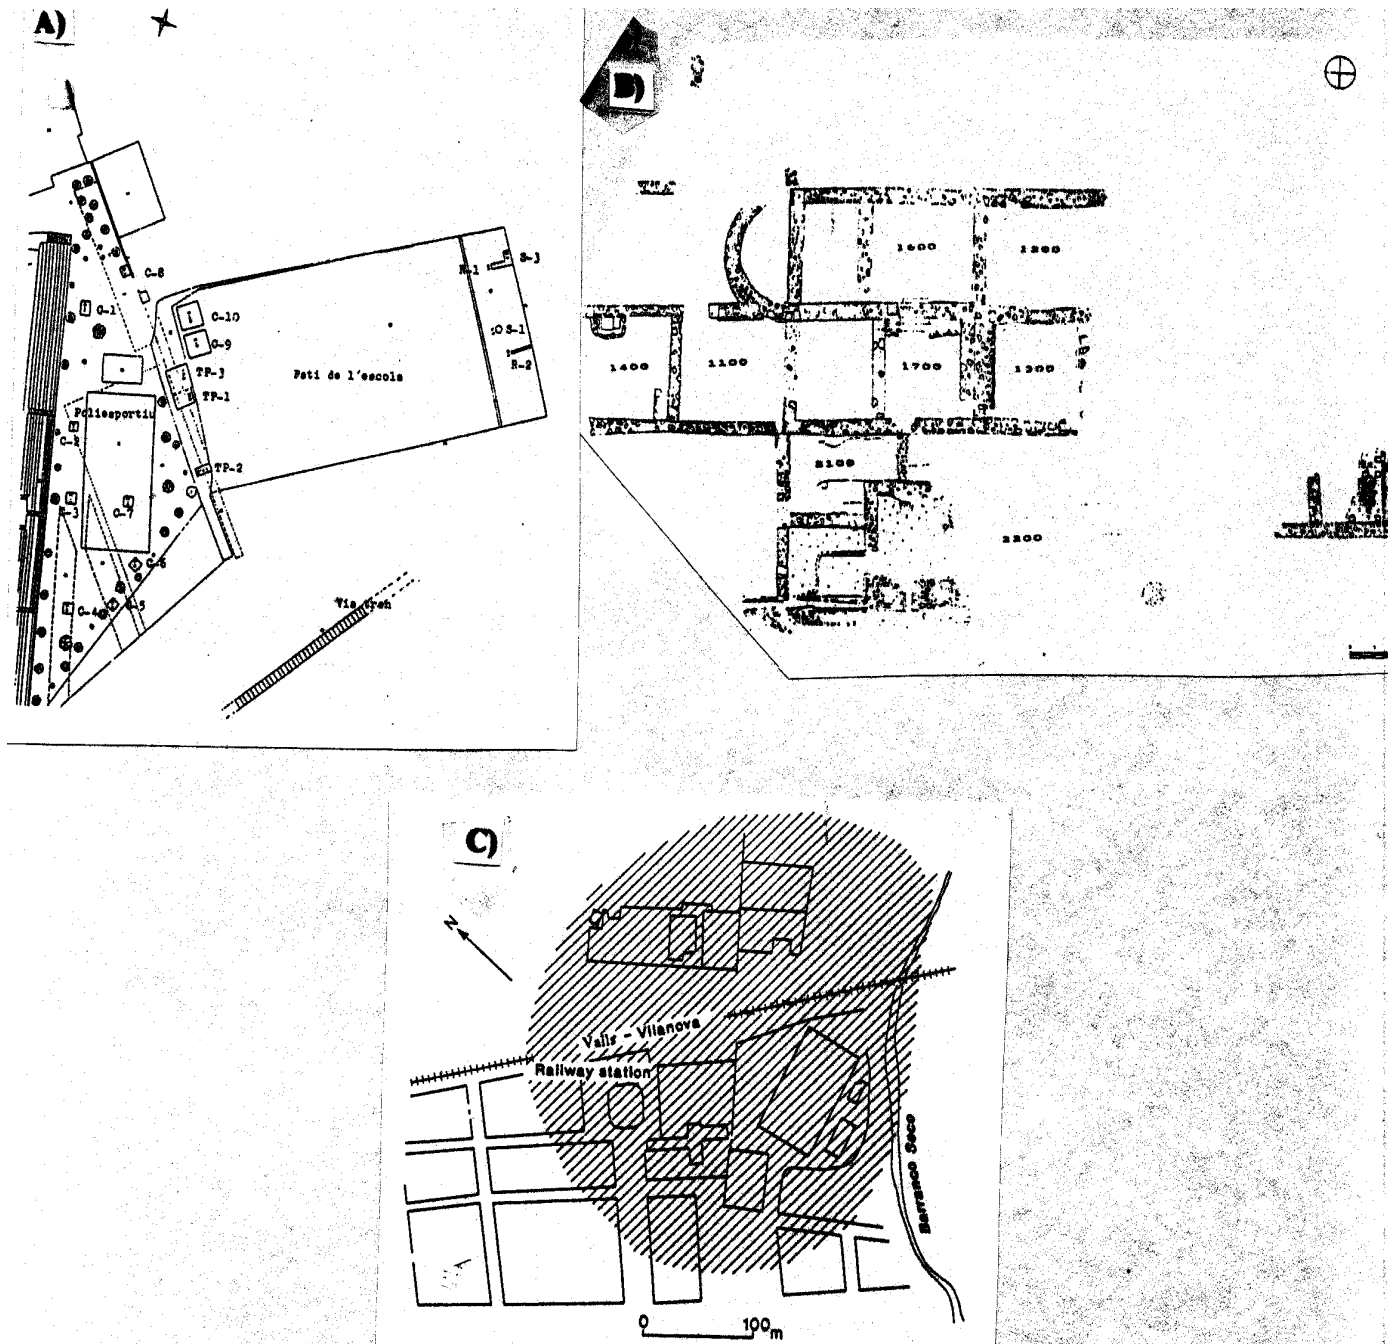 A)
C-8
C-1
C-10
C-9
TP-3
TP-1
Poliesportiu
C-2
TP-2
C-7
C-6
C-4
C-5
Pati de l'escola
R-1
S-3
S-1
R-2
Via tren
1600
1200
1400
1100
1700
1300
2100
2200
C)
N
Valls - Vilanova
Railway station
Barranco Seco
0 100m